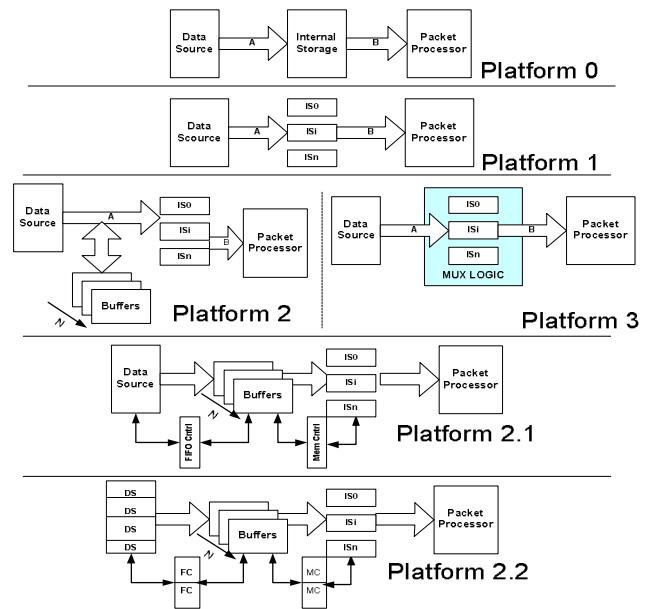 Data
Source
A
Internal
Storage
B
Packet
Processor
Platform 0
Data
Scource
A
IS0
ISi
ISn
B
Packet
Processor
Platform 1
Data
Source
A
IS0
ISi
ISn
B
Packet
Processor
Buffers
N
Platform 2
Data
Source
A
IS0
ISi
ISn
MUX LOGIC
B
Packet
Processor
Platform 3
Data
Source
Buffers
N
IS0
ISi
ISn
Packet
Processor
FIFO Cntrl
Mem Cntrl
Platform 2.1
DS
DS
DS
DS
Buffers
N
IS0
ISi
ISn
Packet
Processor
FC
FC
MC
MC
Platform 2.2